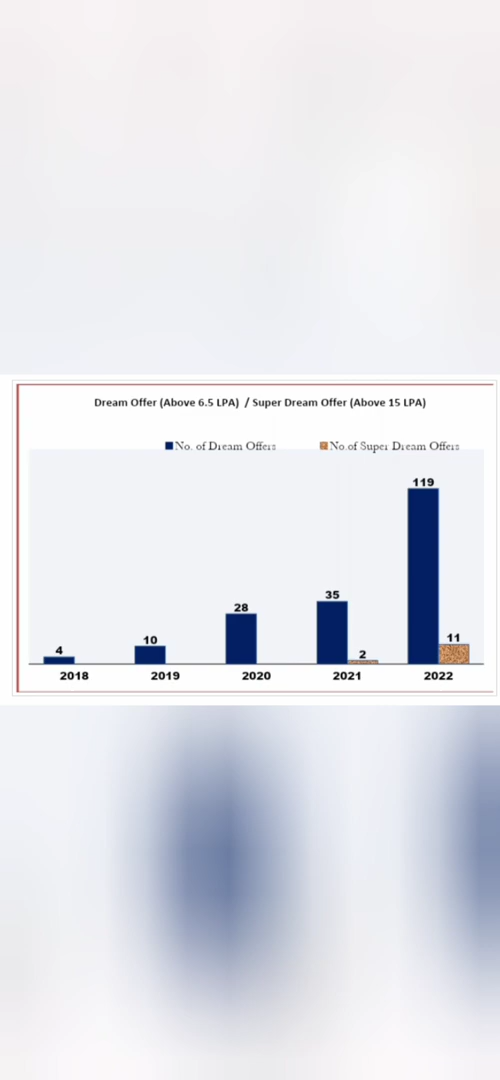 Dream Offer (Above 6.5 LPA) / Super Dream Offer (Above 15 LPA)
No. of Dream Offers No.of Super Dream Offers
119
35
28
11
10
4
2
2018 2019 2020 2021 2022